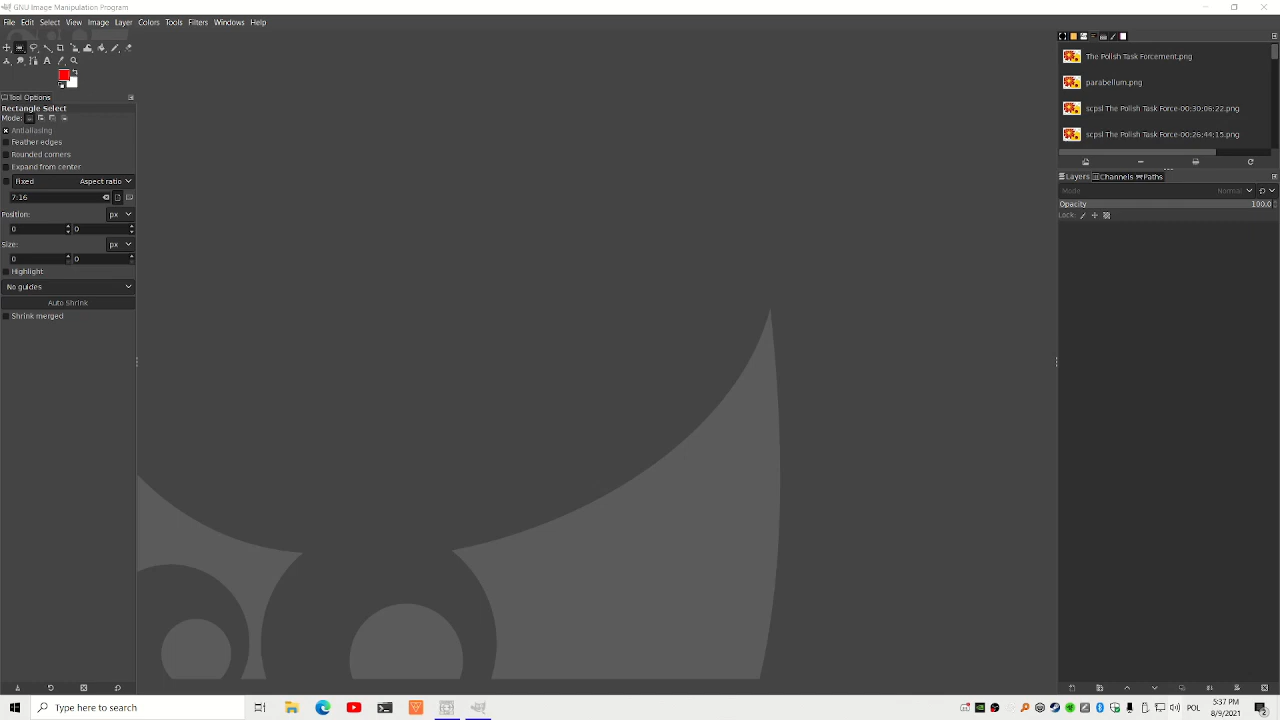 GNU Image Manipulation Program
File Edit Select View Image Layer Colors Tools Filters Windows Help
Tool Options
Rectangle Select
Mode:
Antialiasing
Feather edges
Rounded corners
Expand from center
Fixed Aspect ratio
7:16
Position: px
0 0
Size: px
0 0
Highlight
No guides
Auto Shrink
Shrink merged
The Polish Task Forcement.png
parabellum.png
scpsl The Polish Task Force-00:30:06:22.png
scpsl The Polish Task Force-00:26:44:15.png
Layers Channels Paths
Mode Normal
Opacity 100.0
Lock:
Type here to search
POL
5:37 PM
8/9/2021
2